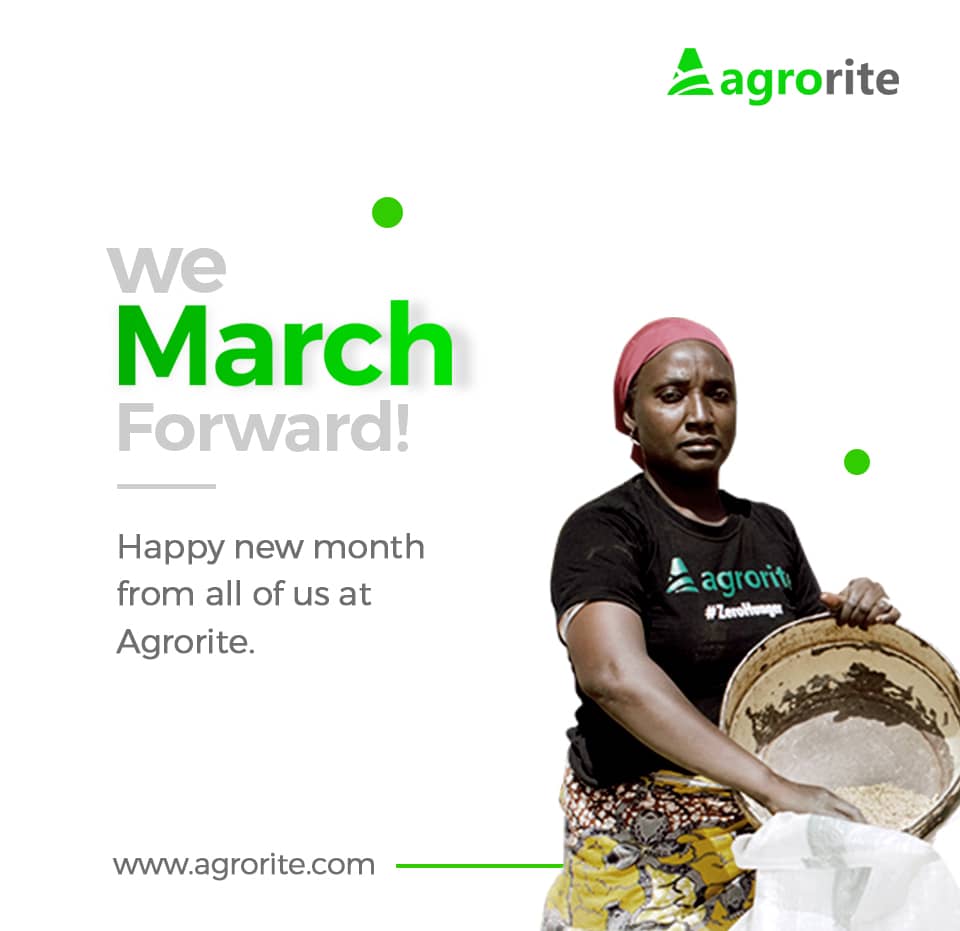 agrorite
we
March
Forward!
Happy new month
from all of us at
Agrorite.
agrorite
#ZeroHunger
www.agrorite.com